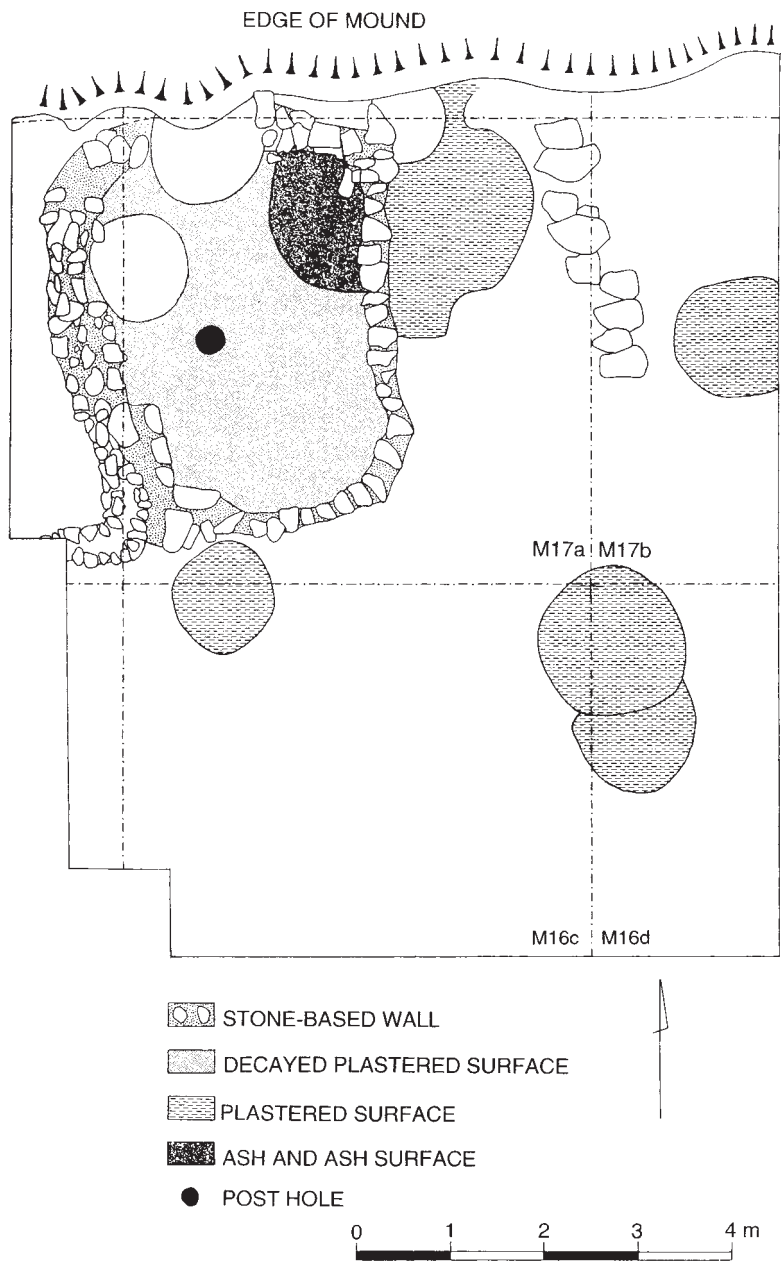 EDGE OF MOUND
M17a M17b
M16c M16d
STONE-BASED WALL
DECAYED PLASTERED SURFACE
PLASTERED SURFACE
ASH AND ASH SURFACE
POST HOLE
0 1 2 3 4 m